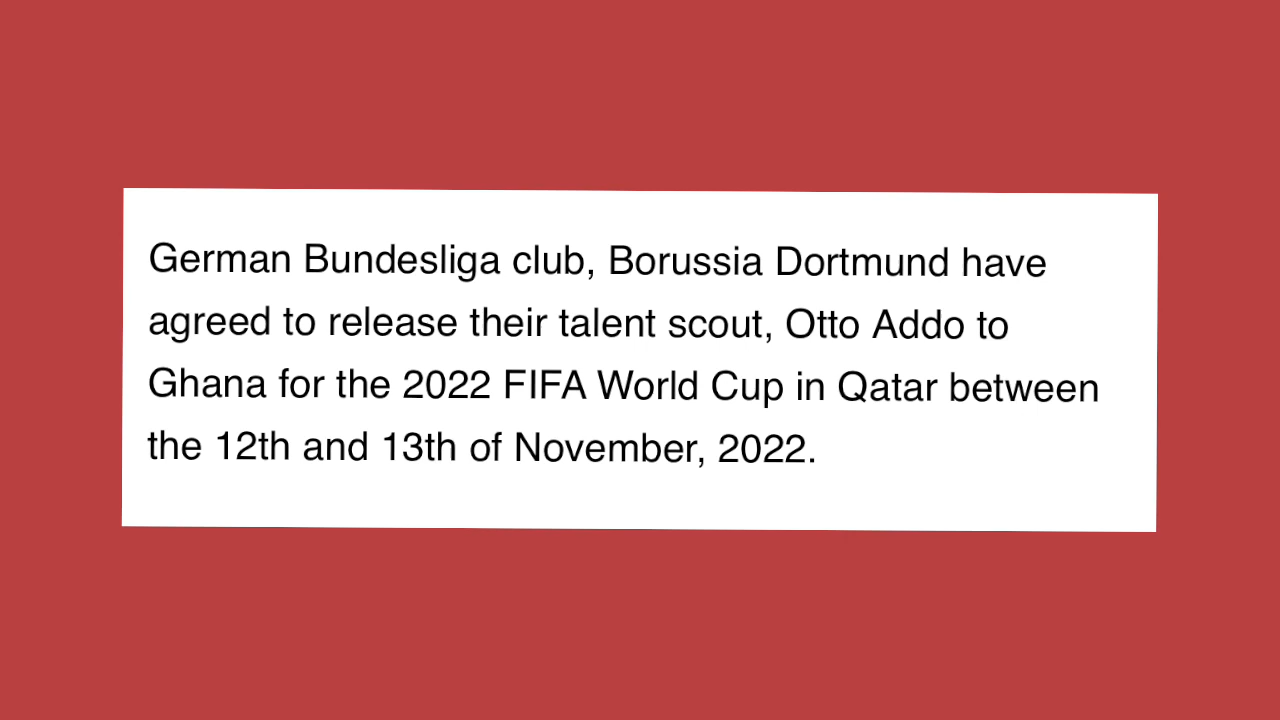 German Bundesliga club, Borussia Dortmund have
agreed to release their talent scout, Otto Addo to
Ghana for the 2022 FIFA World Cup in Qatar between
the 12th and 13th of November, 2022.